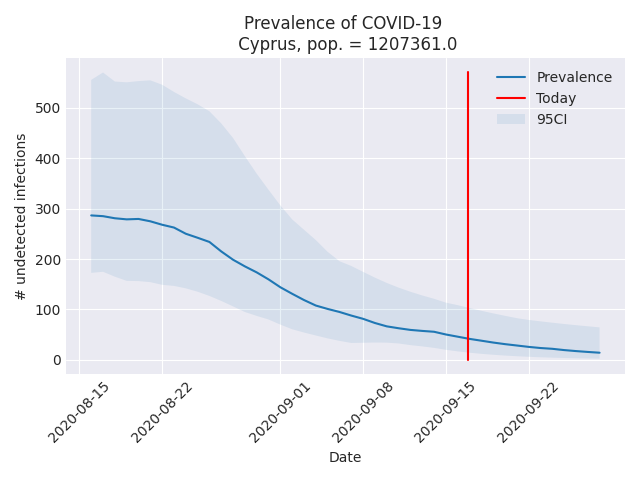 Prevalence of COVID-19
Cyprus, pop. = 1207361.0
Prevalence
Today
95CI
500
400
300
200
100
0
# undetected infections
2020-08-15
2020-08-22
2020-09-01
2020-09-08
2020-09-15
2020-09-22
Date